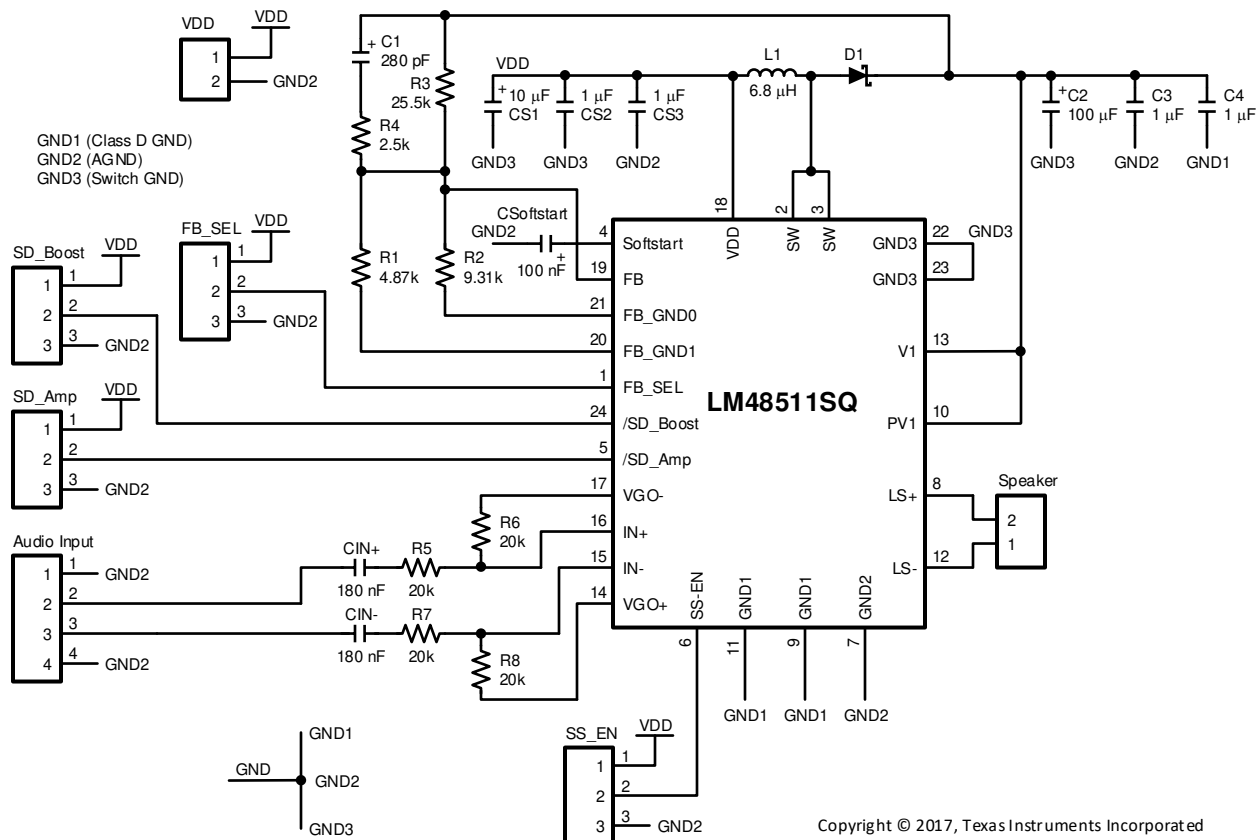 VDD
VDD
1
2
GND2
GND1 (Class D GND)
GND2 (AGND)
GND3 (Switch GND)
+ C1
280 pF
R3
25.5k
R4
2.5k
VDD
+ 10 µF
CS1
GND3
1 µF
CS2
GND3
1 µF
CS3
GND2
L1
6.8 µH
D1
+ C2
100 µF
GND3
C3
1 µF
GND2
C4
1 µF
GND1
SD_Boost
VDD
1 1
2 2
3 3
GND2
FB_SEL
VDD
1 1
2 2
3 3
GND2
R1
4.87k
R2
9.31k
CSoftstart
GND2
100 nF +
SD_Amp
VDD
1 1
2 2
3 3
GND2
Audio Input
1 1
GND2
2 2
3 3
4 4
GND2
CIN+
180 nF
R5
20k
R6
20k
CIN-
180 nF
R7
20k
R8
20k
LM48511SQ
4 Softstart
19 FB
21 FB_GND0
20 FB_GND1
1 FB_SEL
24 /SD_Boost
5 /SD_Amp
17 VGO-
16 IN+
15 IN-
14 VGO+
18 VDD
2 SW
3 SW
GND3 22
GND3
GND3 23
V1 13
PV1 10
LS+ 8
LS- 12
Speaker
2
1
SS-EN 6
GND1 11
GND1 9
GND2 7
GND1
GND1
GND2
GND
GND1
GND2
GND3
SS_EN
VDD
1 1
2 2
3 3
GND2
Copyright © 2017, Texas Instruments Incorporated